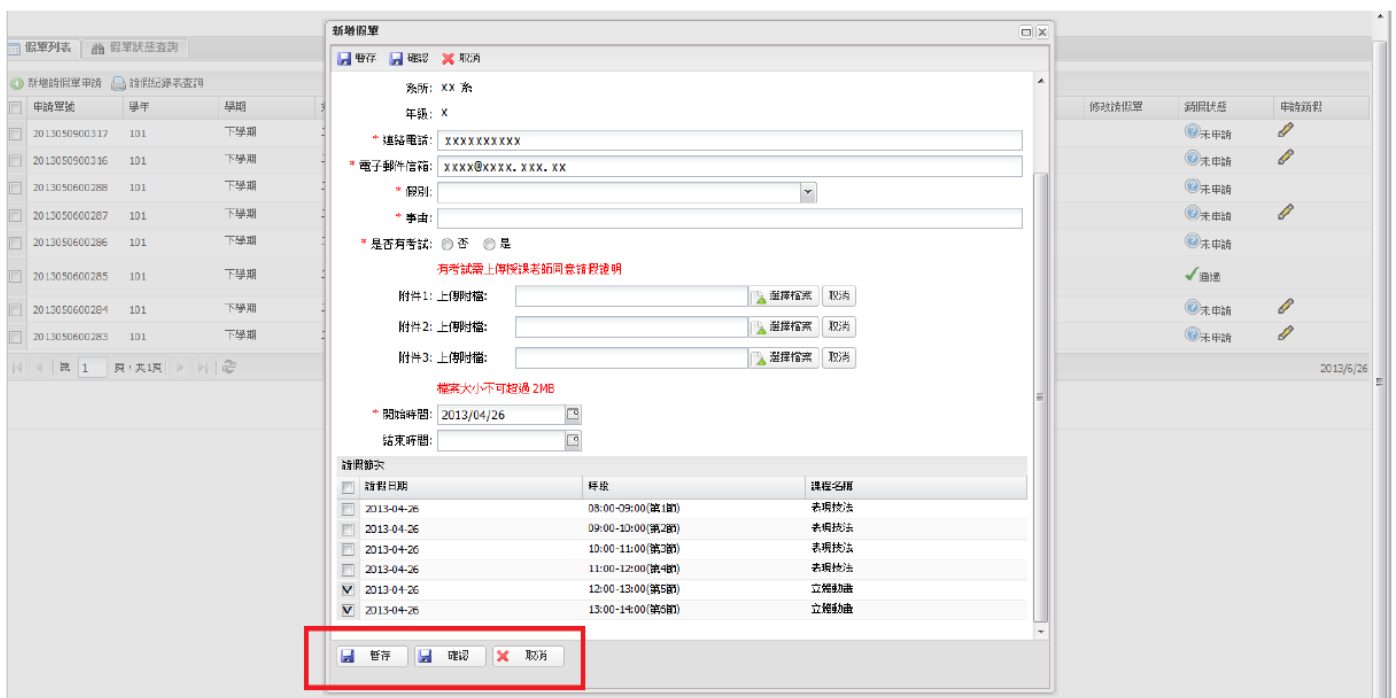 新增假單
假單列表 假單狀態查詢
暫存 確認 取消
新增請假單申請 請假紀錄表查詢
系所: XX 系
申請單號 學年 學期 修改請假單 銷假狀態 申請銷假
年級: X
2013050900317 101 下學期 未申請
* 連絡電話: xxxxxxxxxx
2013050900316 101 下學期 未申請
* 電子郵件信箱: xxxx@xxxx.xxx.xx
2013050600288 101 下學期 未申請
* 假別:
2013050600287 101 下學期 未申請
* 事由:
2013050600286 101 下學期 未申請
* 是否有考試: 否 是
有考試需上傳授課老師同意請假證明
2013050600285 101 下學期 通過
附件1: 上傳附檔: 選擇檔案 取消
2013050600284 101 下學期 未申請
附件2: 上傳附檔: 選擇檔案 取消
2013050600283 101 下學期 未申請
附件3: 上傳附檔: 選擇檔案 取消
第 1 頁，共1頁 2013/6/26
檔案大小不可超過 2MB
* 開始時間: 2013/04/26
結束時間:
請假節次
請假日期 時段 課程名稱
2013-04-26 08:00-09:00(第1節) 表現技法
2013-04-26 09:00-10:00(第2節) 表現技法
2013-04-26 10:00-11:00(第3節) 表現技法
2013-04-26 11:00-12:00(第4節) 表現技法
2013-04-26 12:00-13:00(第5節) 立體動畫
2013-04-26 13:00-14:00(第6節) 立體動畫
暫存 確認 取消